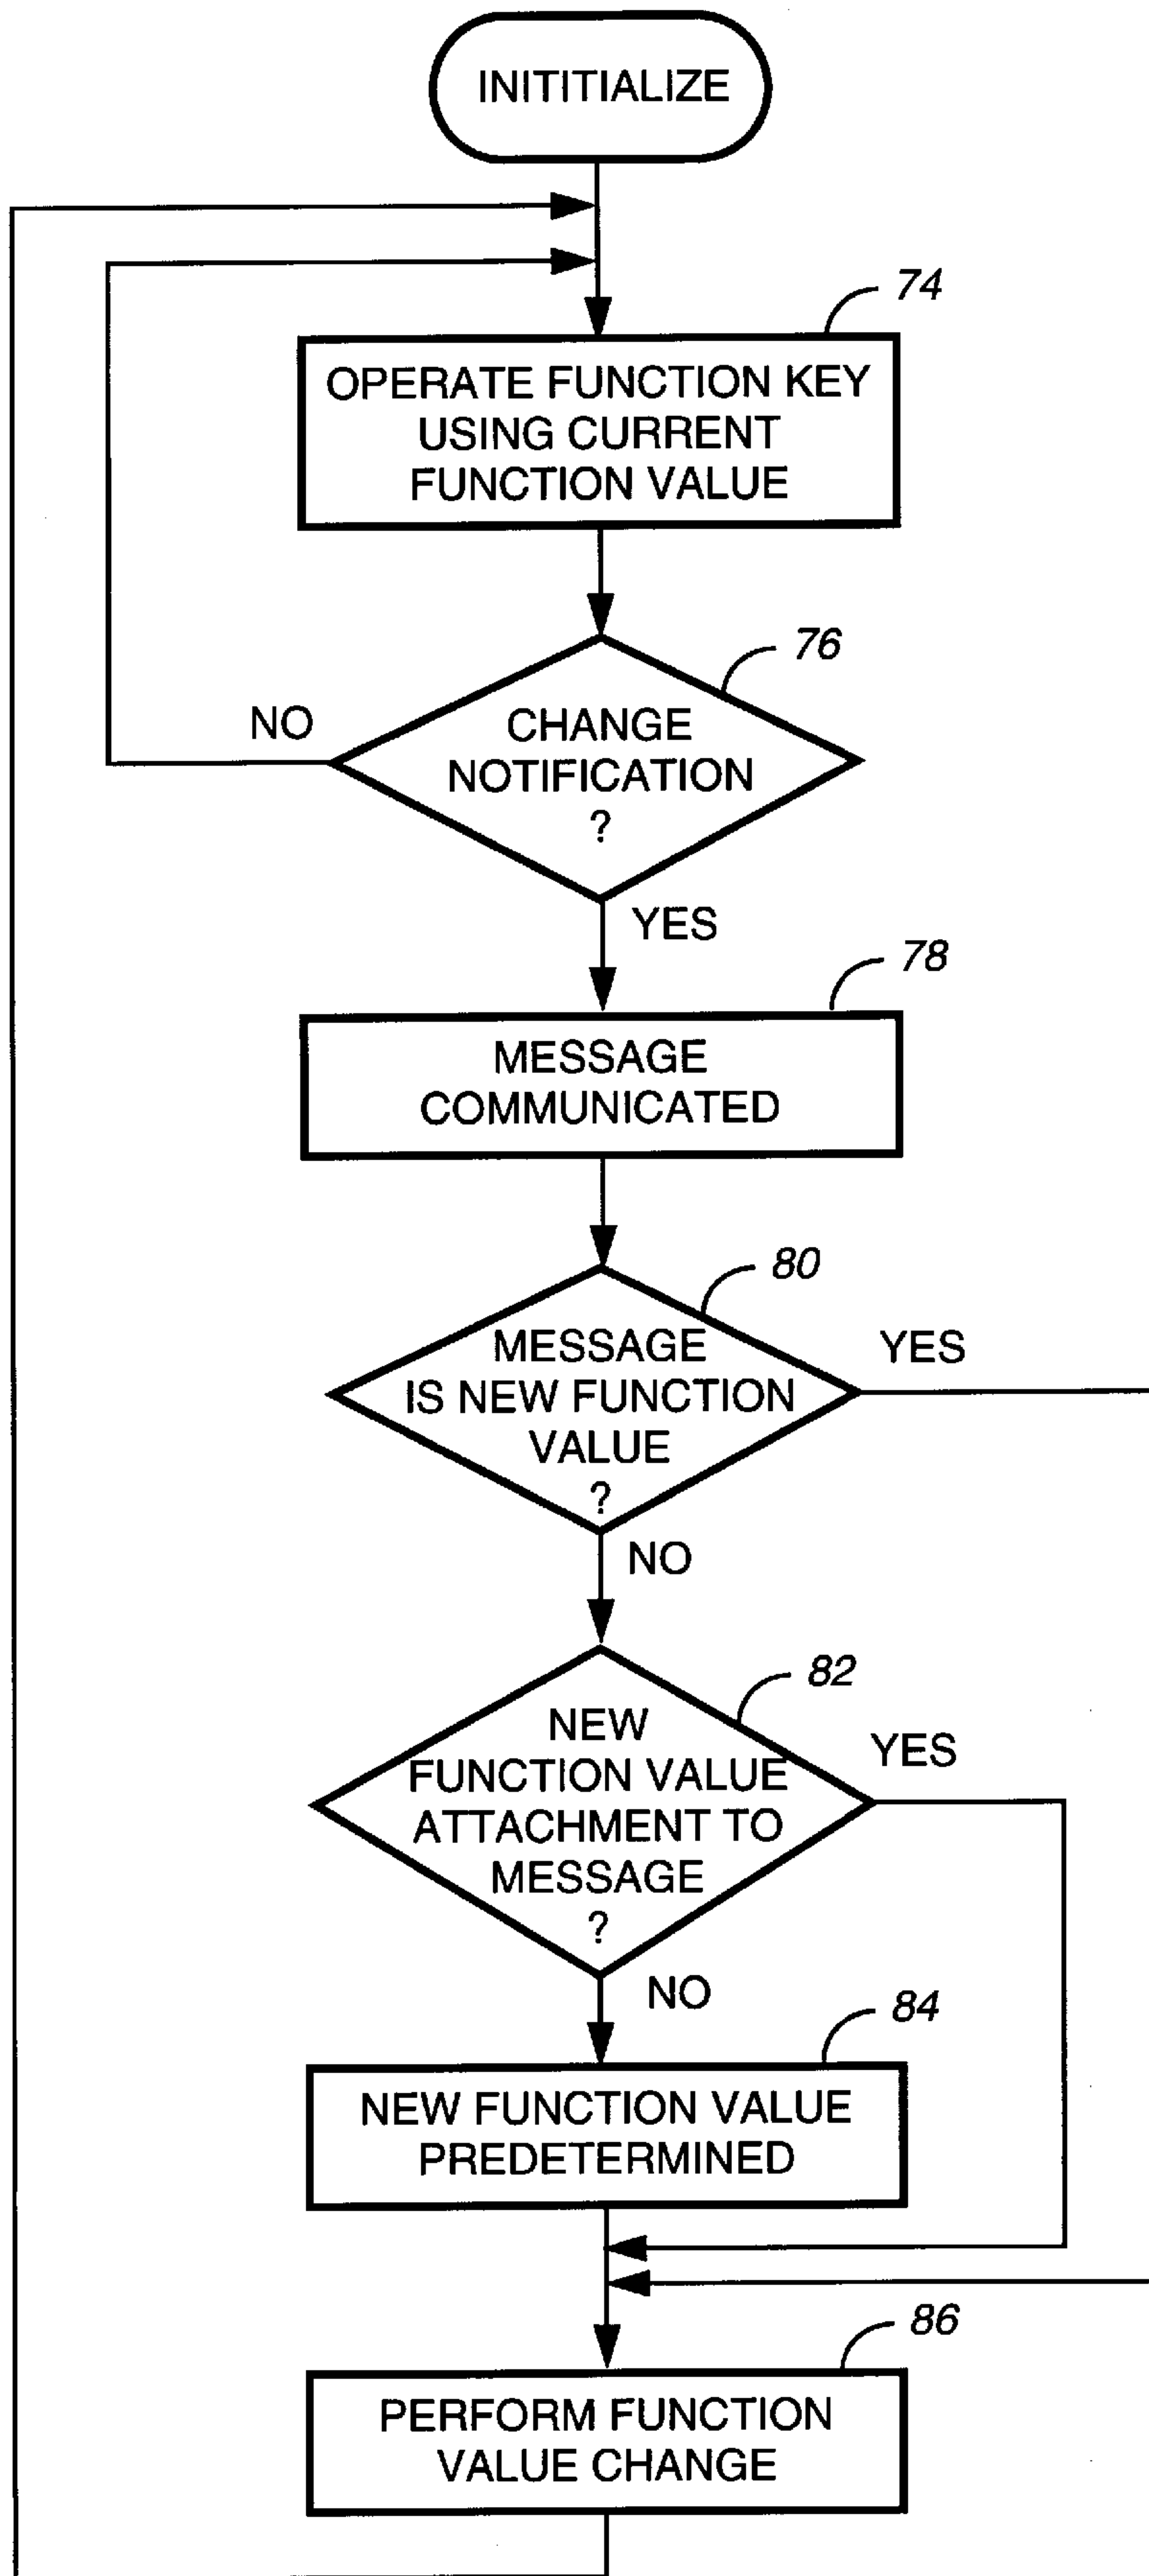 INITITIALIZE
74
OPERATE FUNCTION KEY
USING CURRENT
FUNCTION VALUE
76
NO
CHANGE
NOTIFICATION
?
YES
78
MESSAGE
COMMUNICATED
80
MESSAGE
YES
IS NEW FUNCTION
VALUE
?
NO
82
NEW
YES
FUNCTION VALUE
ATTACHMENT TO
MESSAGE
?
NO
84
NEW FUNCTION VALUE
PREDETERMINED
86
PERFORM FUNCTION
VALUE CHANGE